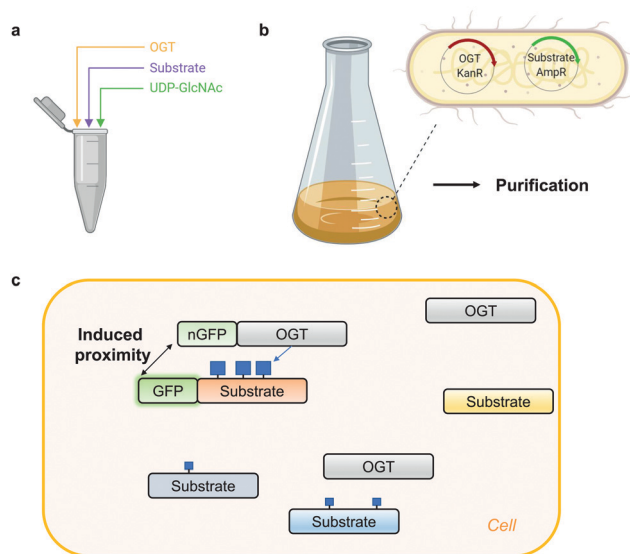 a
OGT
Substrate
UDP-GlcNAc
b
OGT
KanR
Substrate
AmpR
Purification
c
Induced
proximity
nGFP
OGT
GFP
Substrate
OGT
Substrate
Substrate
OGT
Substrate
Cell